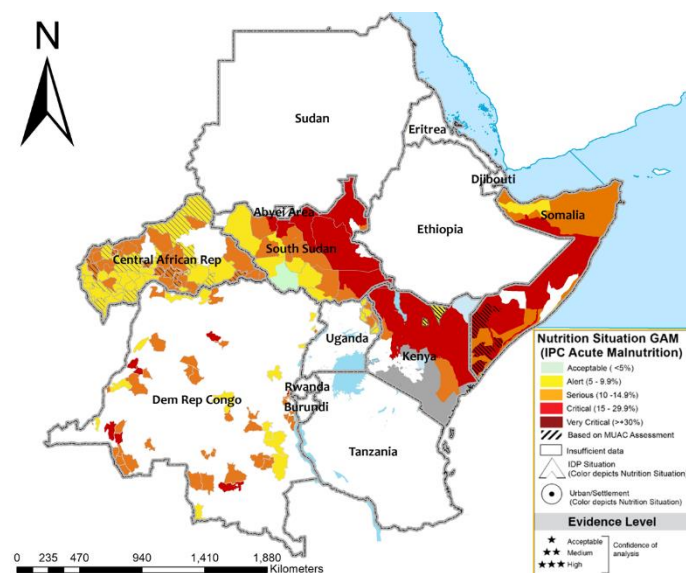 N
Sudan
Eritrea
Djibouti
Abyei Area
Ethiopia
Somalia
South Sudan
Central African Rep
Uganda
Kenya
Rwanda
Dem Rep Congo
Burundi
Tanzania
Nutrition Situation GAM
(IPC Acute Malnutrition)
Acceptable ( <5%)
Alert (5 - 9.9%)
Serious (10 -14.9%)
Critical (15 - 29.9%)
Very Critical (>+30%)
Based on MUAC Assessment
Insufficient data
IDP Situation
(Color depicts Nutrition Situation)
Urban/Settlement
(Color depicts Nutrition Situation)
Evidence Level
Acceptable
Medium
High
Confidence of
analysis
0 235 470 940 1,410 1,880
Kilometers